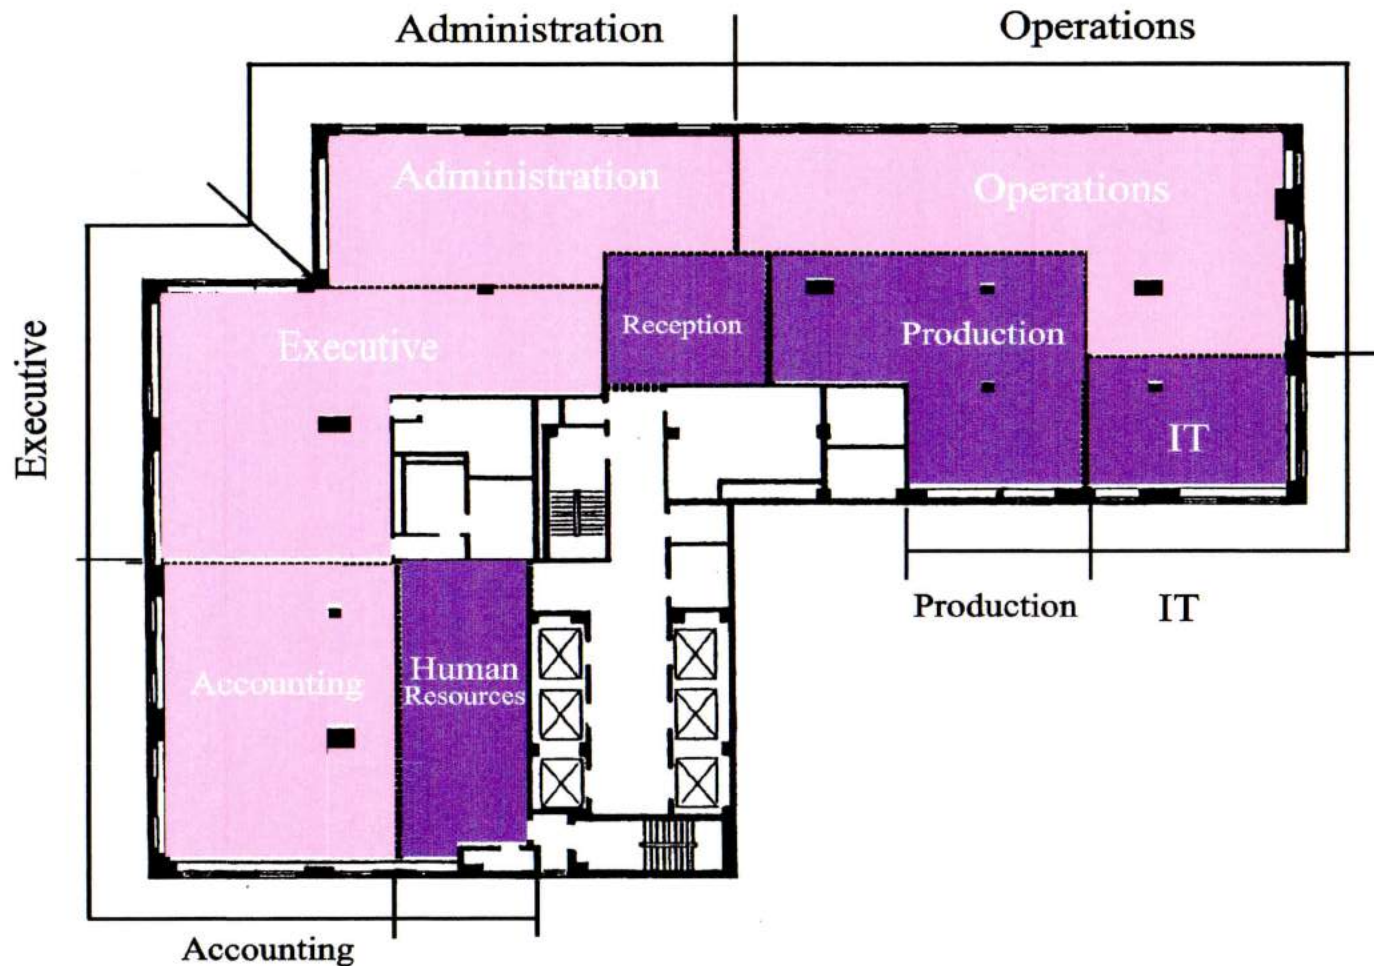 Administration
Operations
Administration
Operations
Reception
Production
Executive
Executive
IT
Production
IT
Accounting
Human
Resources
Accounting